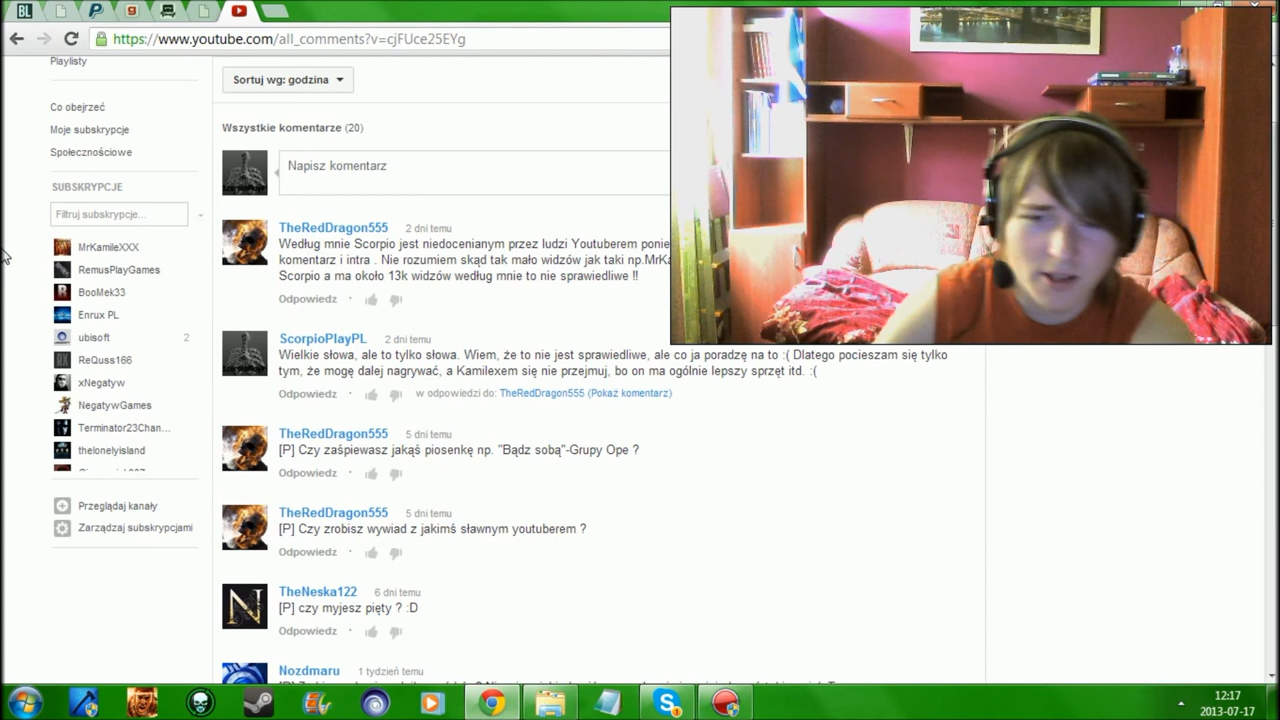 BL
https://www.youtube.com/all_comments?v=cjFUce25EYg
Playlisty
Co obejrzeć
Moje subskrypcje
Społecznościowe
SUBSKRYPCJE
Filtruj subskrypcje...
MrKamileXXX
RemusPlayGames
BooMek33
Enrux PL
ubisoft 2
ReQuss166
xNegatyw
NegatywGames
Terminator23Chan...
thelonelyisland
Przeglądaj kanały
Zarządzaj subskrypcjami
Sortuj wg: godzina
Wszystkie komentarze (20)
Napisz komentarz
TheRedDragon555 2 dni temu
Według mnie Scorpio jest niedocenianym przez ludzi Youtuberem ponie
komentarz i intra . Nie rozumiem skąd tak mało widzów jak taki np.MrKa
Scorpio a ma około 13k widzów według mnie to nie sprawiedliwe !!
Odpowiedz
ScorpioPlayPL 2 dni temu
Wielkie słowa, ale to tylko słowa. Wiem, że to nie jest sprawiedliwe, ale co ja poradzę na to :( Dlatego pocieszam się tylko
tym, że mogę dalej nagrywać, a Kamilexem się nie przejmuj, bo on ma ogólnie lepszy sprzęt itd. :(
Odpowiedz w odpowiedzi do: TheRedDragon555 (Pokaż komentarz)
TheRedDragon555 5 dni temu
[P] Czy zaśpiewasz jakąś piosenkę np. "Bądz sobą"-Grupy Ope ?
Odpowiedz
TheRedDragon555 5 dni temu
[P] Czy zrobisz wywiad z jakimś sławnym youtuberem ?
Odpowiedz
TheNeska122 6 dni temu
[P] czy myjesz pięty ? :D
Odpowiedz
Nozdmaru 1 tydzień temu
12:17
2013-07-17